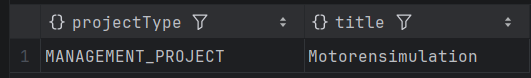 {} projectType {} title
1 MANAGEMENT_PROJECT Motorensimulation